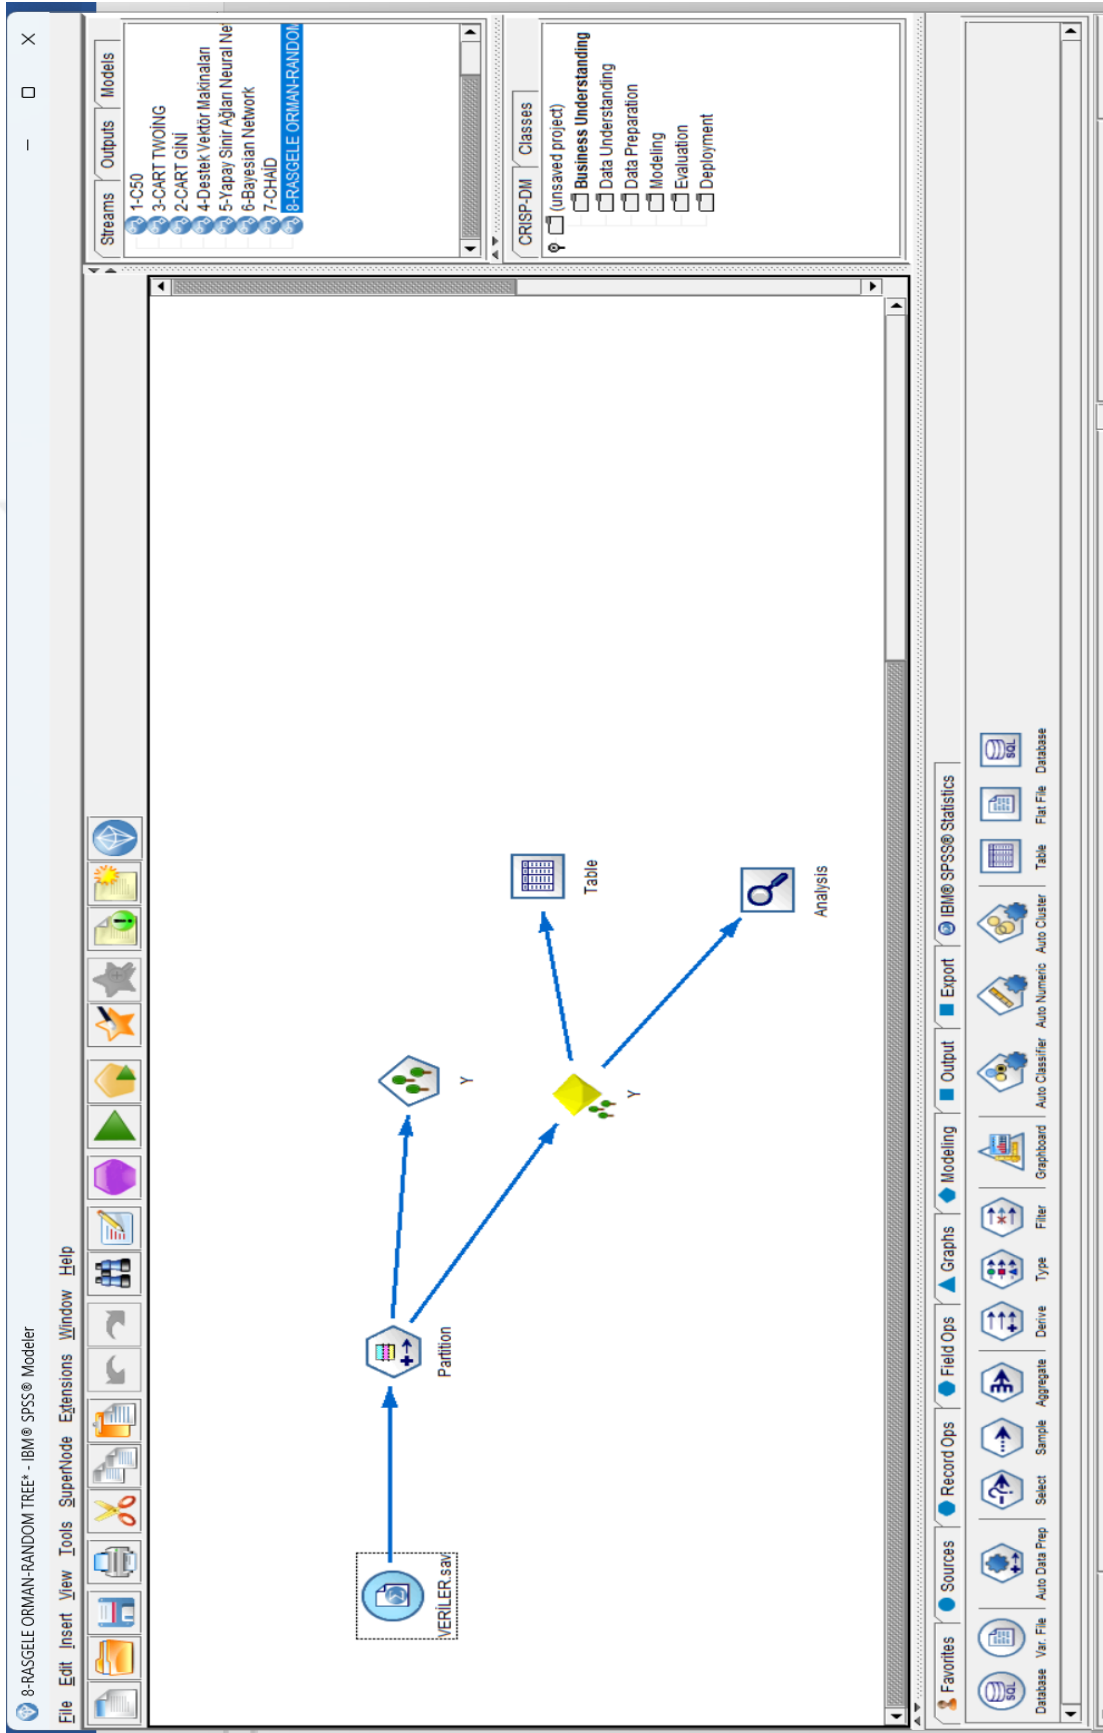 8-RASGELE ORMAN-RANDOM TREE* - IBM® SPSS® Modeler
File Edit Insert View Tools SuperNode Extensions Window Help
VERİLER.sav
Partition
Y
Y
Table
Analysis
Streams Outputs Models
1-C50
3-CART TWOİNG
2-CART GİNİ
4-Destek Vektör Makinaları
5-Yapay Sinir Ağları Neural Ne
6-Bayesian Network
7-CHAİD
8-RASGELE ORMAN-RANDOM
CRISP-DM Classes
(unsaved project)
Business Understanding
Data Understanding
Data Preparation
Modeling
Evaluation
Deployment
Favorites Sources Record Ops Field Ops Graphs Modeling Output Export IBM® SPSS® Statistics
SQL SQL
Database Var. File Auto Data Prep Select Sample Aggregate Derive Type Filter Graphboard Auto Classifier Auto Numeric Auto Cluster Table Flat File Database